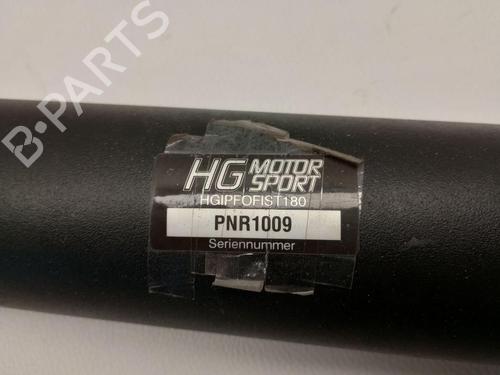 B-PARTS
HG MOTOR SPORT
HGIPFOFIST180
PNR1009
Seriennummer